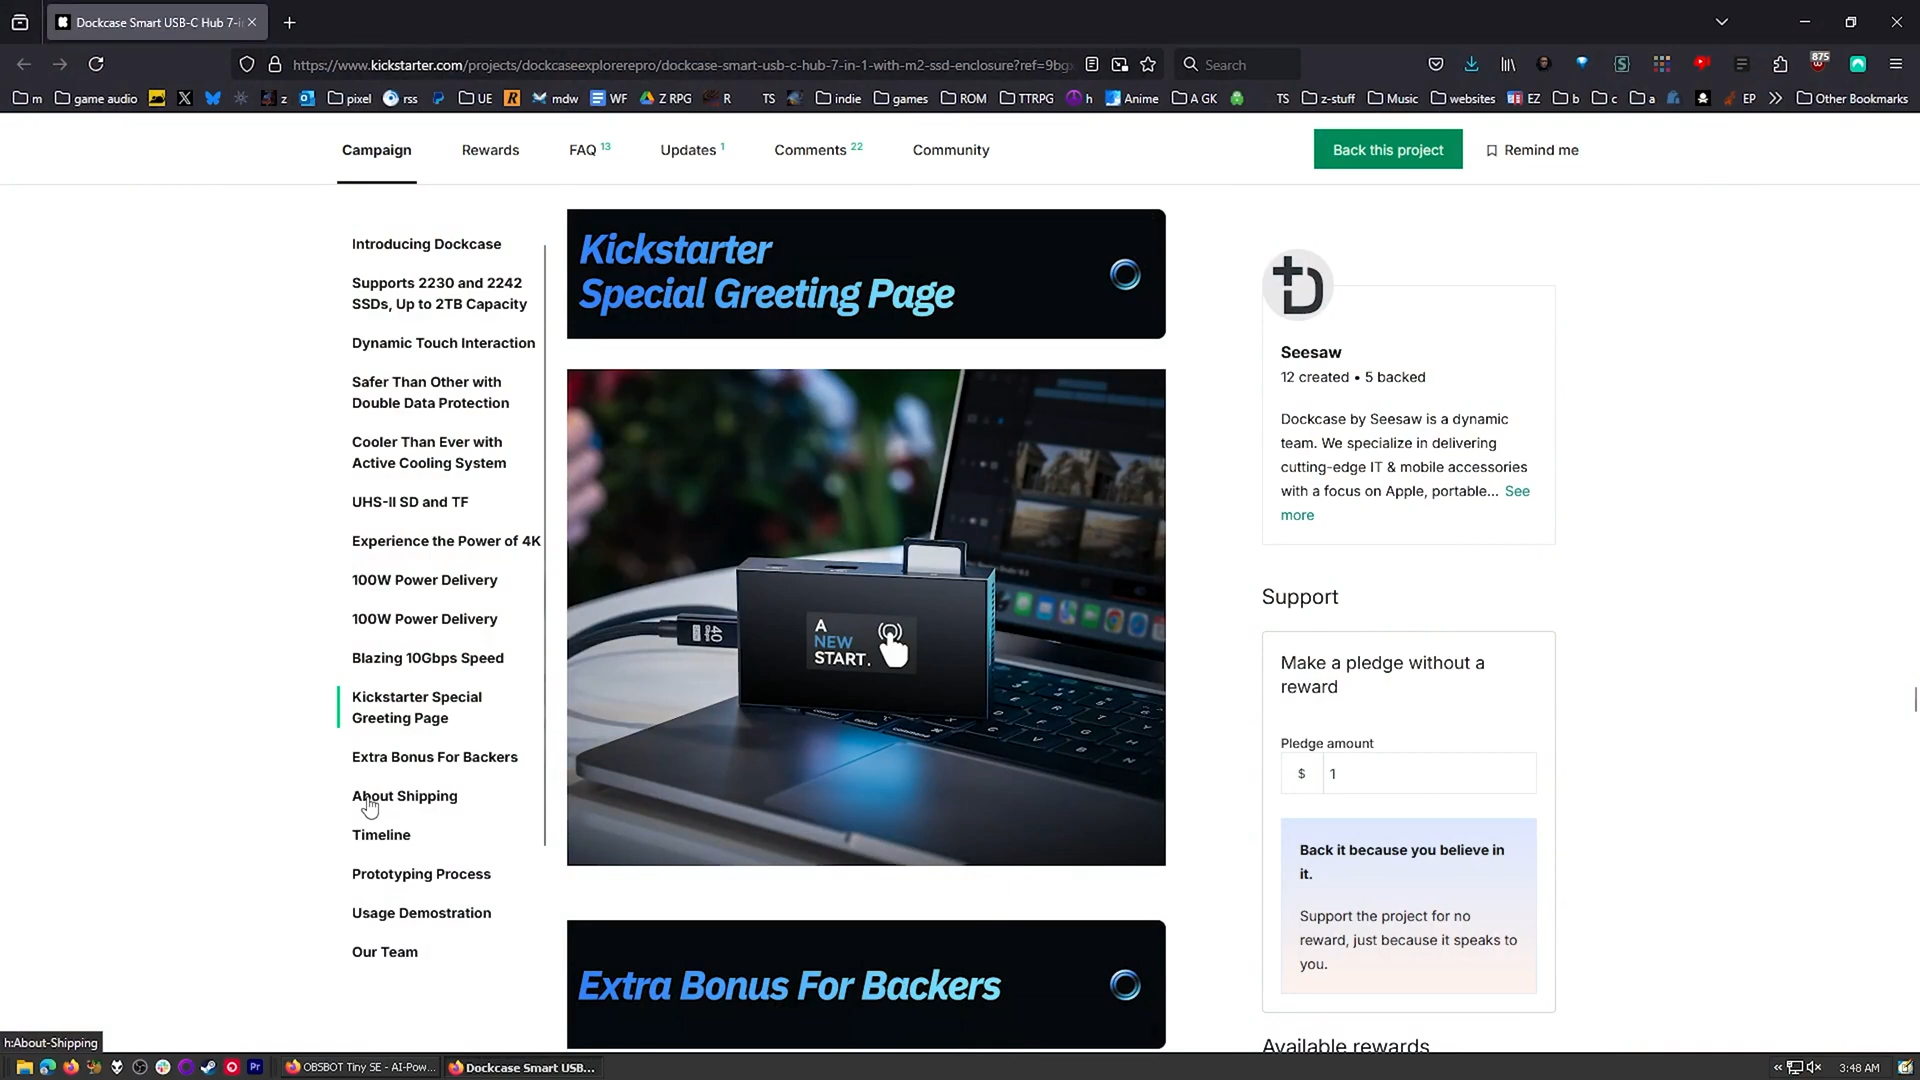 Dockcase Smart USB-C Hub 7-i
https://www.kickstarter.com/projects/dockcaseexplorerepro/dockcase-smart-usb-c-hub-7-in-1-with-m2-ssd-enclosure?ref=9bg
Search
875
m
game audio
z
pixel
rss
UE
mdw
WF
Z RPG
R
TS
indie
games
ROM
TTRPG
h
Anime
A GK
TS
z-stuff
Music
websites
EZ
b
c
a
EP
Other Bookmarks
Campaign
Rewards
FAQ 13
Updates 1
Comments 22
Community
Back this project
Remind me
Introducing Dockcase
Supports 2230 and 2242
SSDs, Up to 2TB Capacity
Dynamic Touch Interaction
Safer Than Other with
Double Data Protection
Cooler Than Ever with
Active Cooling System
UHS-II SD and TF
Experience the Power of 4K
100W Power Delivery
100W Power Delivery
Blazing 10Gbps Speed
Kickstarter Special
Greeting Page
Extra Bonus For Backers
About Shipping
Timeline
Prototyping Process
Usage Demostration
Our Team
Kickstarter
Special Greeting Page
40
A
NEW
START.
command
option
command
Extra Bonus For Backers
Seesaw
12 created • 5 backed
Dockcase by Seesaw is a dynamic
team. We specialize in delivering
cutting-edge IT & mobile accessories
with a focus on Apple, portable... See
more
Support
Make a pledge without a
reward
Pledge amount
$ 1
Back it because you believe in
it.
Support the project for no
reward, just because it speaks to
you.
Available rewards
h:About-Shipping
OBSBOT Tiny SE - AI-Pow...
Dockcase Smart USB...
3:48 AM